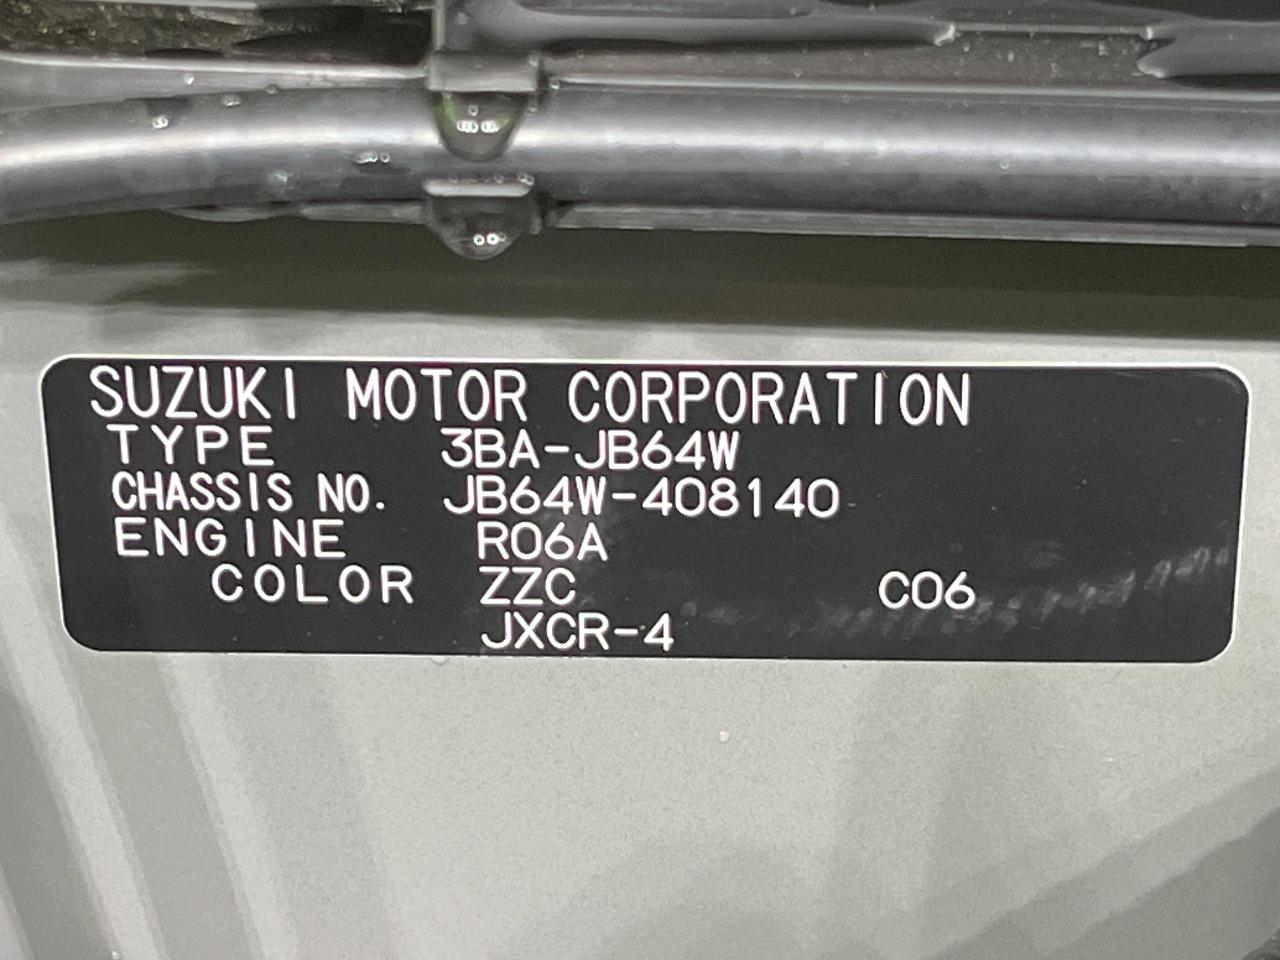 SUZUKI MOTOR CORPORATION
TYPE 3BA-JB64W
CHASSIS NO. JB64W-408140
ENGINE R06A
COLOR ZZC C06
JXCR-4